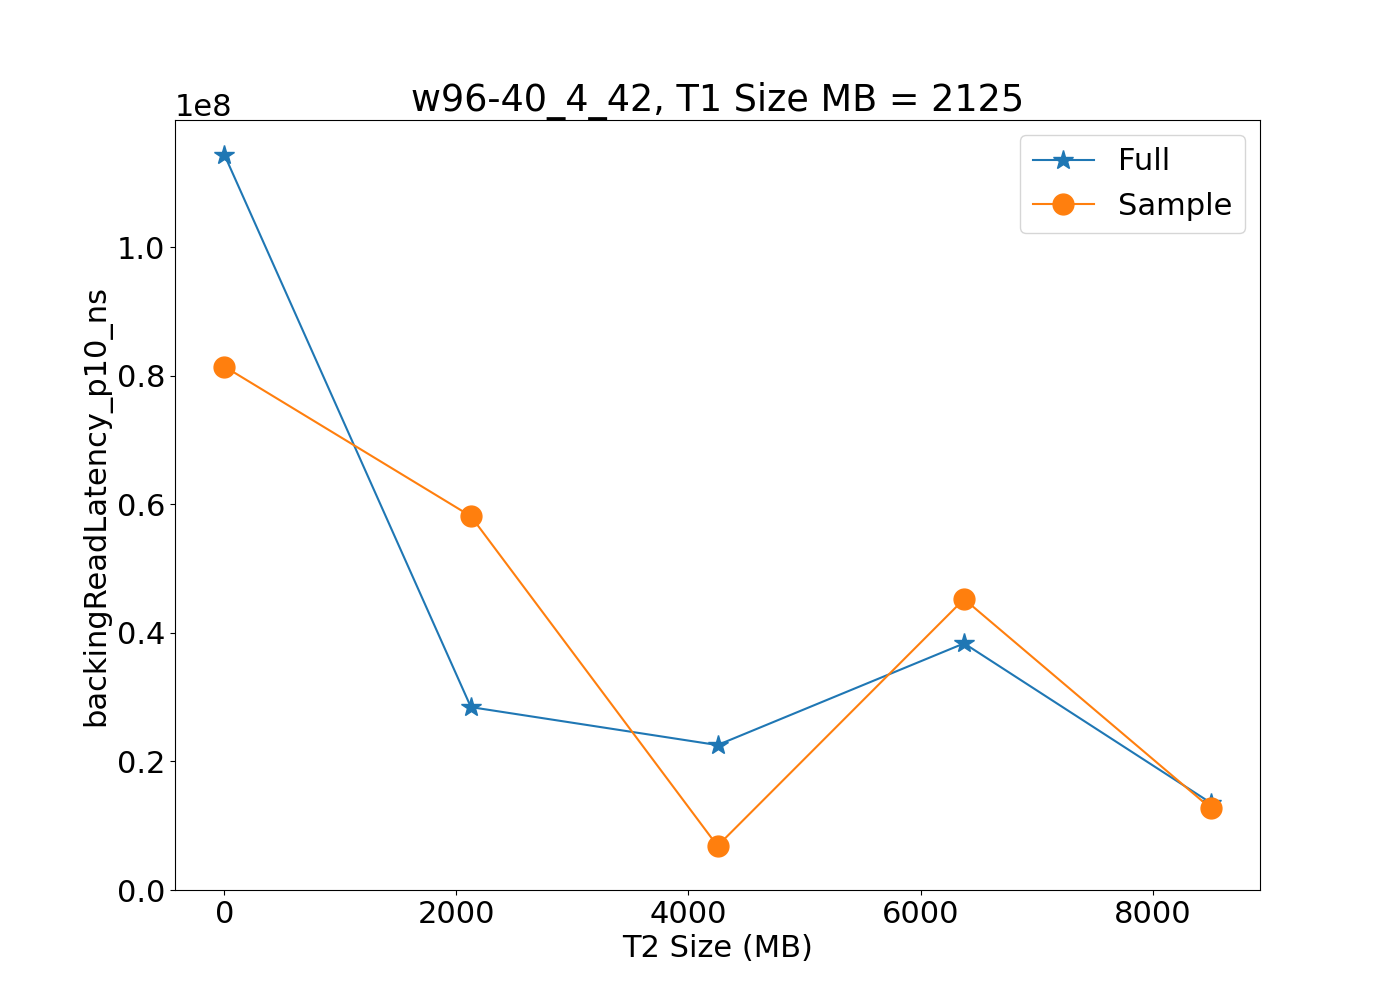 w96-40_4_42, T1 Size MB = 2125
1e8
Full
Sample
1.0
0.8
0.6
0.4
0.2
0.0
backingReadLatency_p10_ns
0 2000 4000 6000 8000
T2 Size (MB)